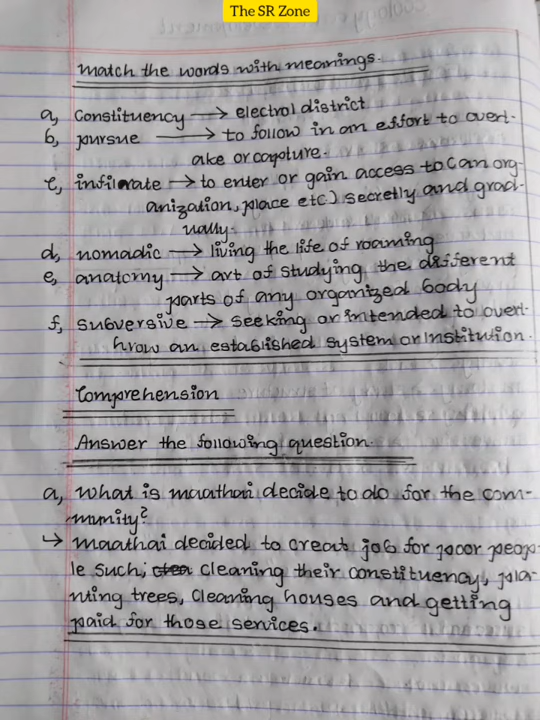 The SR Zone
Match the words with meanings.
a, Constituency → electrol district
b, pursue → to follow in an effort to overt-
ake or capture.
c, infilarate → to enter or gain access to (an org-
anization, place etc) secretly and grad-
ually.
d, nomadic → living the life of roaming
e, anatomy → art of studying the different
parts of any organized body
f, subversive → seeking or intended to overt-
hrow an established system or institution.
Comprehension
Answer the following question.
a, what is maathai decide to do for the com-
munity?
↳ maathai decided to creat job for poor peop
le such; cleaning their constituency, pla-
nting trees, cleaning houses and getting
paid for those services.